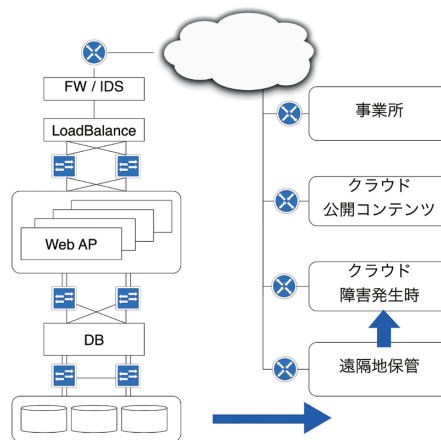 FW / IDS
LoadBalance
Web AP
DB
事業所
クラウド
公開コンテンツ
クラウド
障害発生時
遠隔地保管